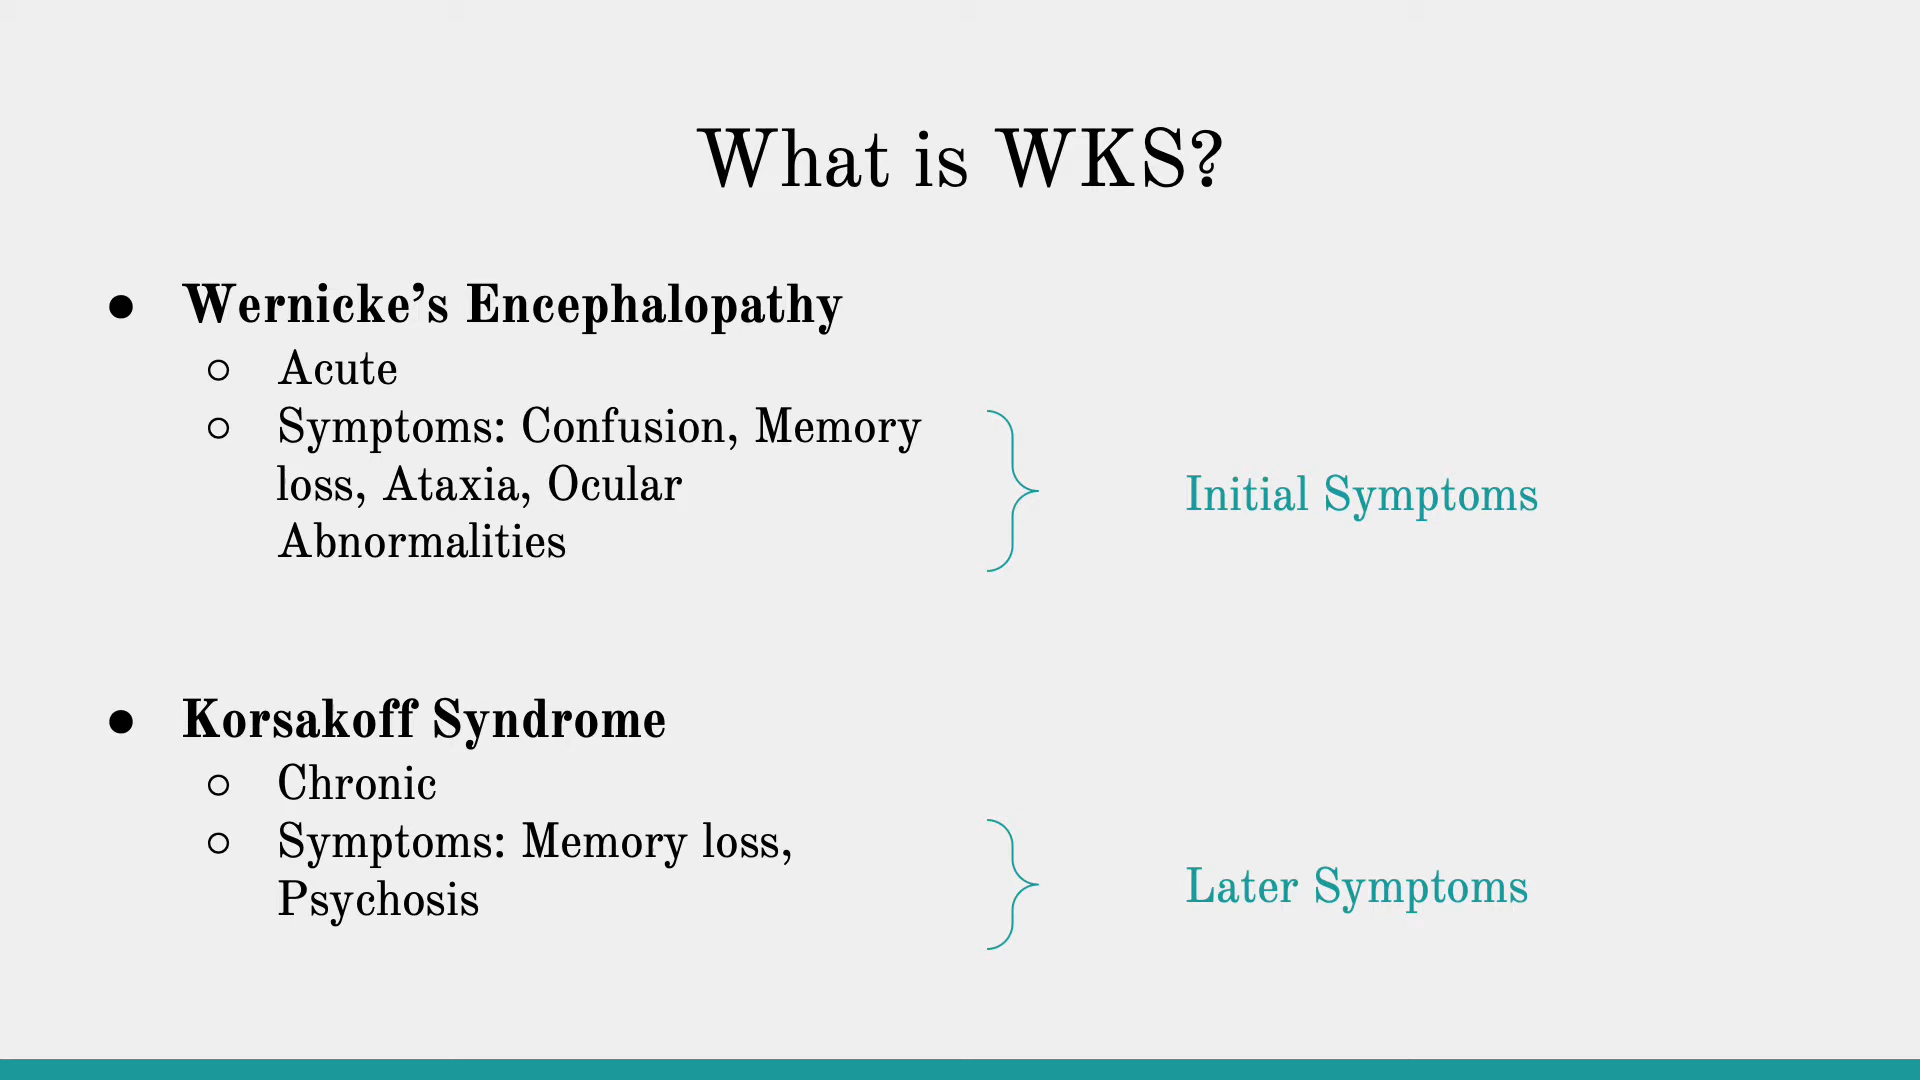 What is WKS?
● Wernicke’s Encephalopathy
○ Acute
○ Symptoms: Confusion, Memory
loss, Ataxia, Ocular
Abnormalities
Initial Symptoms
● Korsakoff Syndrome
○ Chronic
○ Symptoms: Memory loss,
Psychosis
Later Symptoms